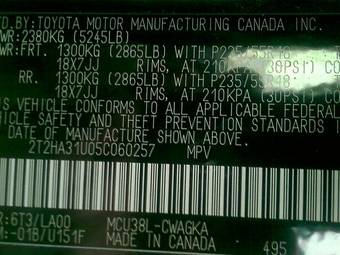 D.BY:TOYOTA MOTOR MANUFACTURING CANADA INC.
WR:2380KG (5245LB)
WR:FRT. 1300KG (2865LB) WITH P235/55R18
18X7JJ RIMS, AT 210KPA (30PSI) CO
RR. 1300KG (2865LB) WITH P235/55R18
18X7JJ RIMS, AT 210KPA (30PSI) CO
S VEHICLE CONFORMS TO ALL APPLICABLE FEDERAL
HICLE SAFETY AND THEFT PREVENTION STANDARDS I
DATE OF MANUFACTURE SHOWN ABOVE.
2T2HA31U05C060257 MPV
R:6T3/LA00 MCU38L-CWAGKA
M:-01B/U151F MADE IN CANADA 495